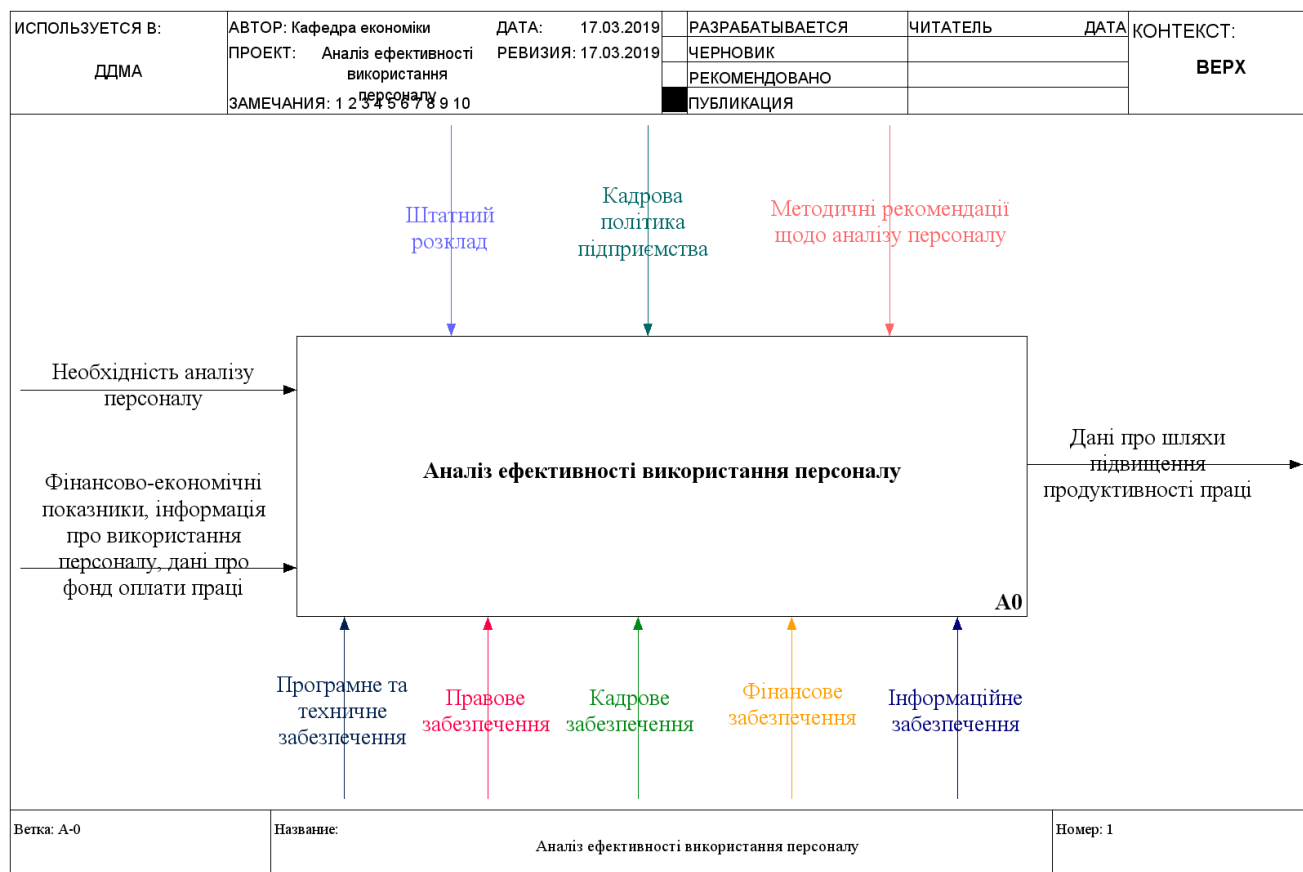 ИСПОЛЬЗУЕТСЯ В:
ДДМА
АВТОР: Кафедра економіки
ДАТА: 17.03.2019
ПРОЕКТ: Аналіз ефективності
використання
персоналу
РЕВИЗИЯ: 17.03.2019
ЗАМЕЧАНИЯ: 1 2 3 4 5 6 7 8 9 10
РАЗРАБАТЫВАЕТСЯ
ЧЕРНОВИК
РЕКОМЕНДОВАНО
ПУБЛИКАЦИЯ
ЧИТАТЕЛЬ ДАТА
КОНТЕКСТ:
ВЕРХ
Штатний
розклад
Кадрова
політика
підприємства
Методичні рекомендації
щодо аналізу персоналу
Необхідність аналізу
персоналу
Фінансово-економічні
показники, інформація
про використання
персоналу, дані про
фонд оплати праці
Аналіз ефективності використання персоналу
A0
Дані про шляхи
підвищення
продуктивності праці
Програмне та
техничне
забезпечення
Правове
забезпечення
Кадрове
забезпечення
Фінансове
забезпечення
Інформаційне
забезпечення
Ветка: A-0
Название:
Аналіз ефективності використання персоналу
Номер: 1